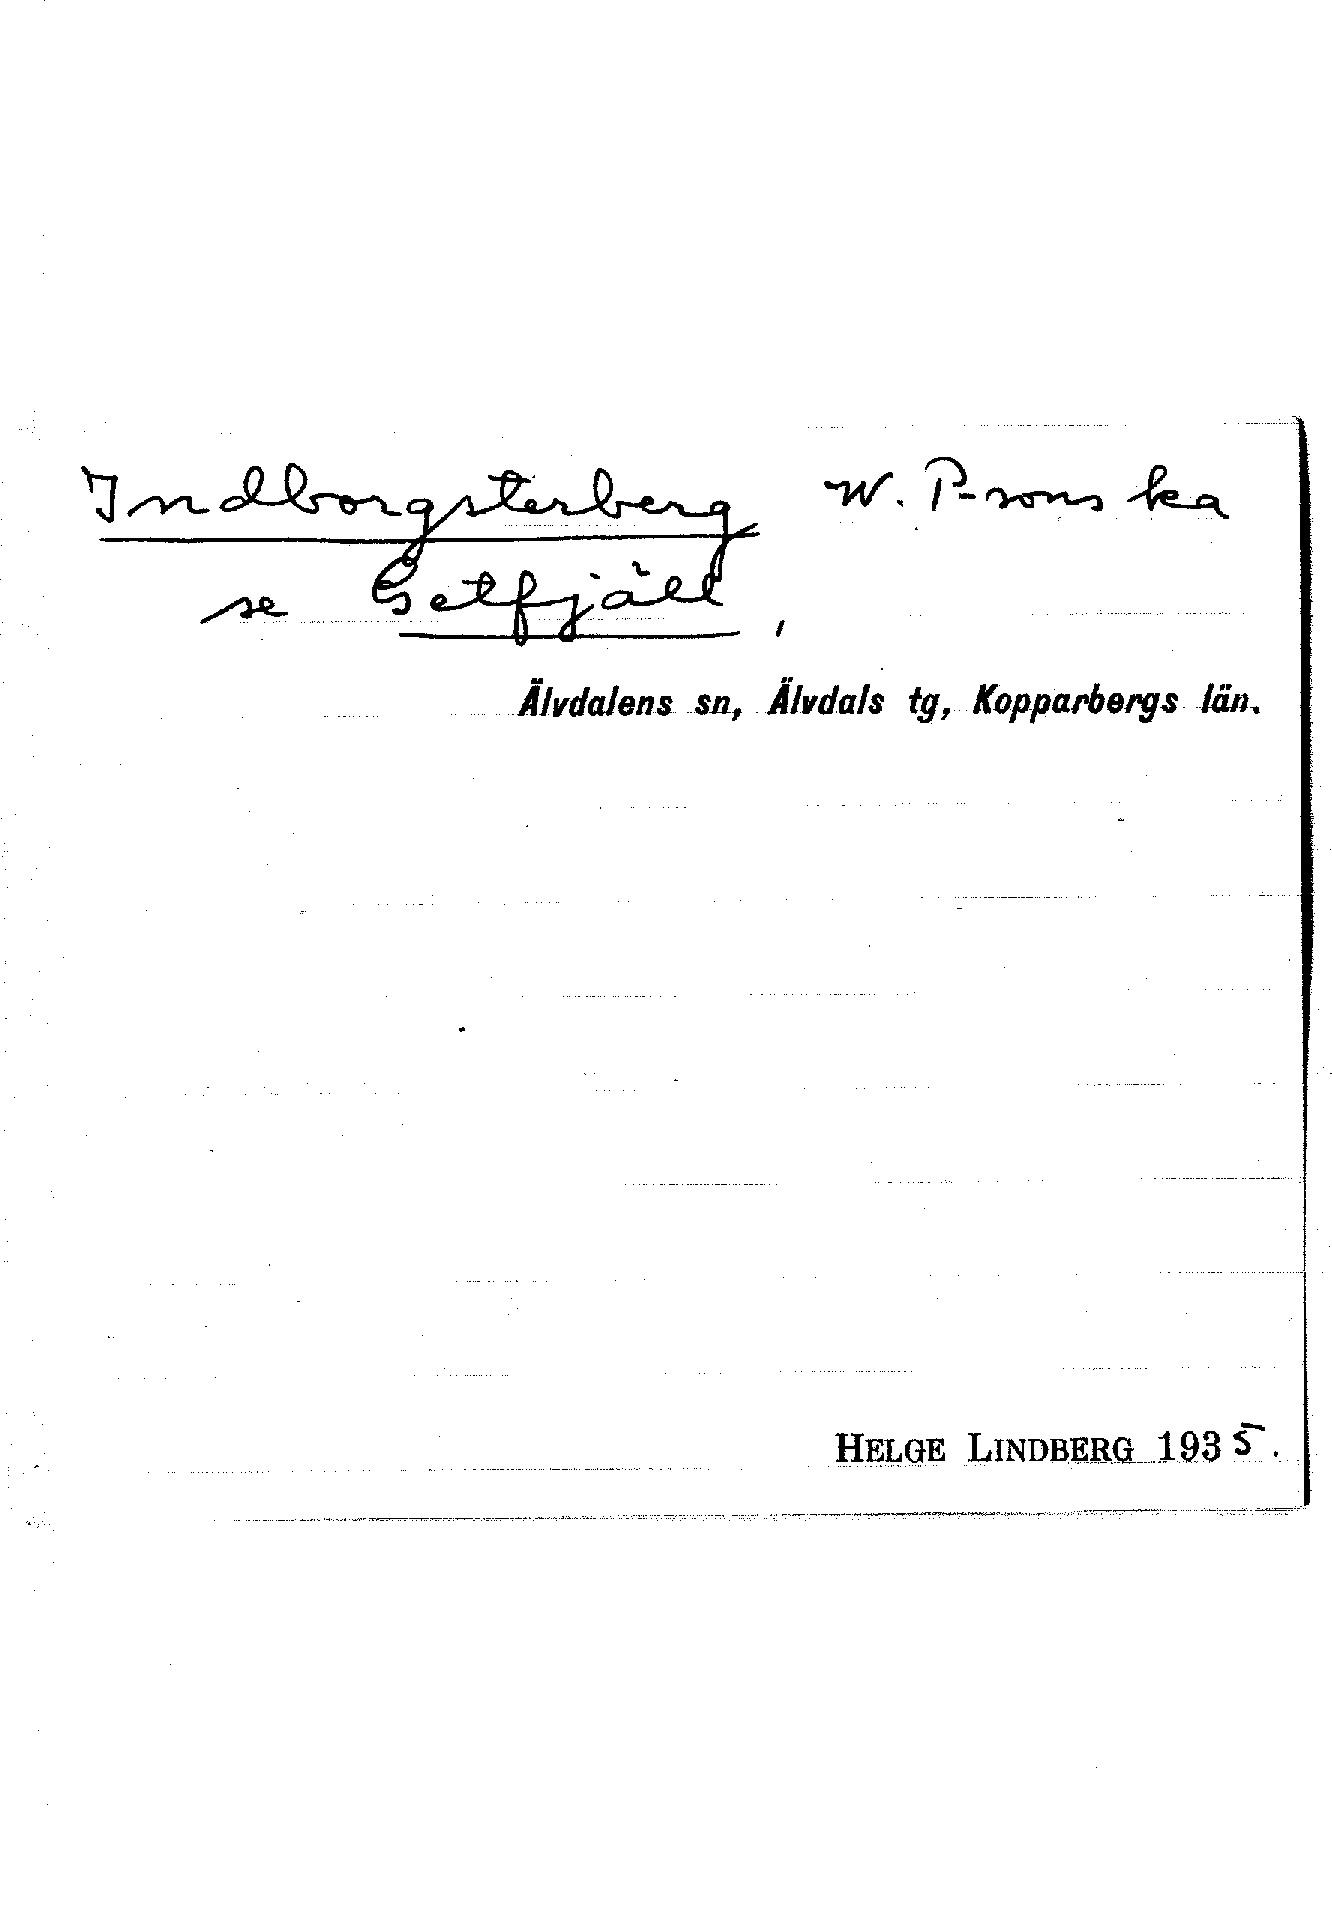 Indborgsterberg W. P-sons ka
se Getfjäll,
Älvdalens sn, Älvdals tg, Kopparbergs län.
HELGE LINDBERG 1935.